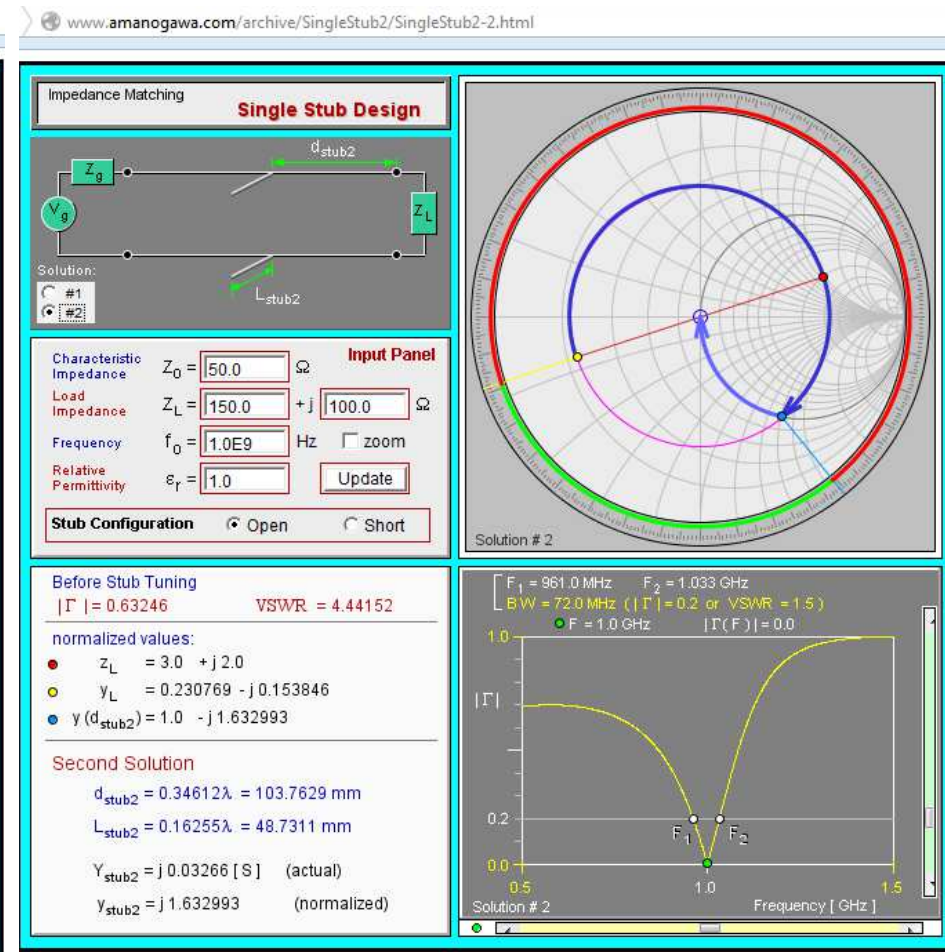 www.amanogawa.com/archive/SingleStub2/SingleStub2-2.html
Impedance Matching
Single Stub Design
d stub2
Z g
V g
Z L
L stub2
Solution:
#1
#2
Input Panel
Characteristic Impedance Z0 = 50.0 Ω
Load Impedance ZL = 150.0 + j 100.0 Ω
Frequency fo = 1.0E9 Hz zoom
Relative Permittivity εr = 1.0 Update
Stub Configuration Open Short
Solution # 2
Before Stub Tuning
|Γ| = 0.63246 VSWR = 4.44152
normalized values:
zL = 3.0 + j 2.0
yL = 0.230769 - j 0.153846
y (dstub2) = 1.0 - j 1.632993
Second Solution
dstub2 = 0.34612λ = 103.7629 mm
Lstub2 = 0.16255λ = 48.7311 mm
Ystub2 = j 0.03266 [ S ] (actual)
ystub2 = j 1.632993 (normalized)
F1 = 961.0 MHz F2 = 1.033 GHz
BW = 72.0 MHz ( | Γ | = 0.2 or VSWR = 1.5 )
F = 1.0 GHz | Γ( F ) | = 0.0
1.0
|Γ|
0.2
F1 F2
0.0
0.5 1.0 1.5
Solution # 2 Frequency [ GHz ]